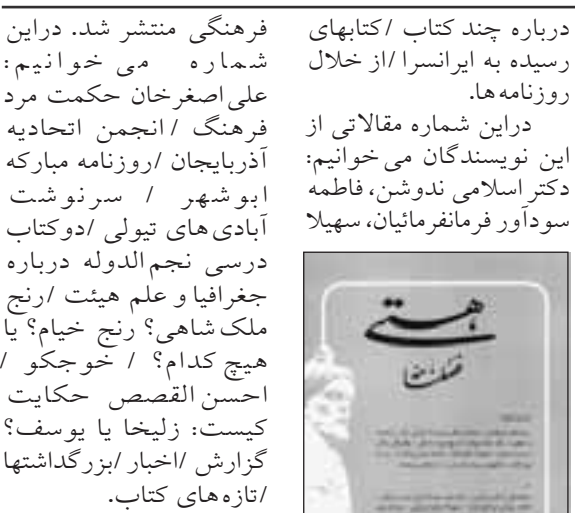 درباره چند کتاب /کتابهای
رسیده به ایرانسرا /از خلال
روزنامه‌ها.
دراین شماره مقالاتی از
این نویسندگان می‌خوانیم:
دکتر اسلامی ندوشن، فاطمه
سودآور فرمانفرمائیان، سهیلا
هستی
فصلنامه
فرهنگی منتشر شد. دراین
شماره می‌خوانیم:
علی‌اصغرخان حکمت مرد
فرهنگ /انجمن اتحادیه
آذربایجان /روزنامه مبارکه
ابوشهر / سرنوشت
آبادی‌های تیولی /دوکتاب
درسی نجم‌الدوله درباره
جغرافیا و علم هیئت /رنج
ملک‌شاهی؟ رنج خیام؟ یا
هیچ کدام؟ / خوجکو /
احسن‌القصص حکایت
کیست: زلیخا یا یوسف؟
گزارش /اخبار /بزرگداشتها
/تازه‌های کتاب.